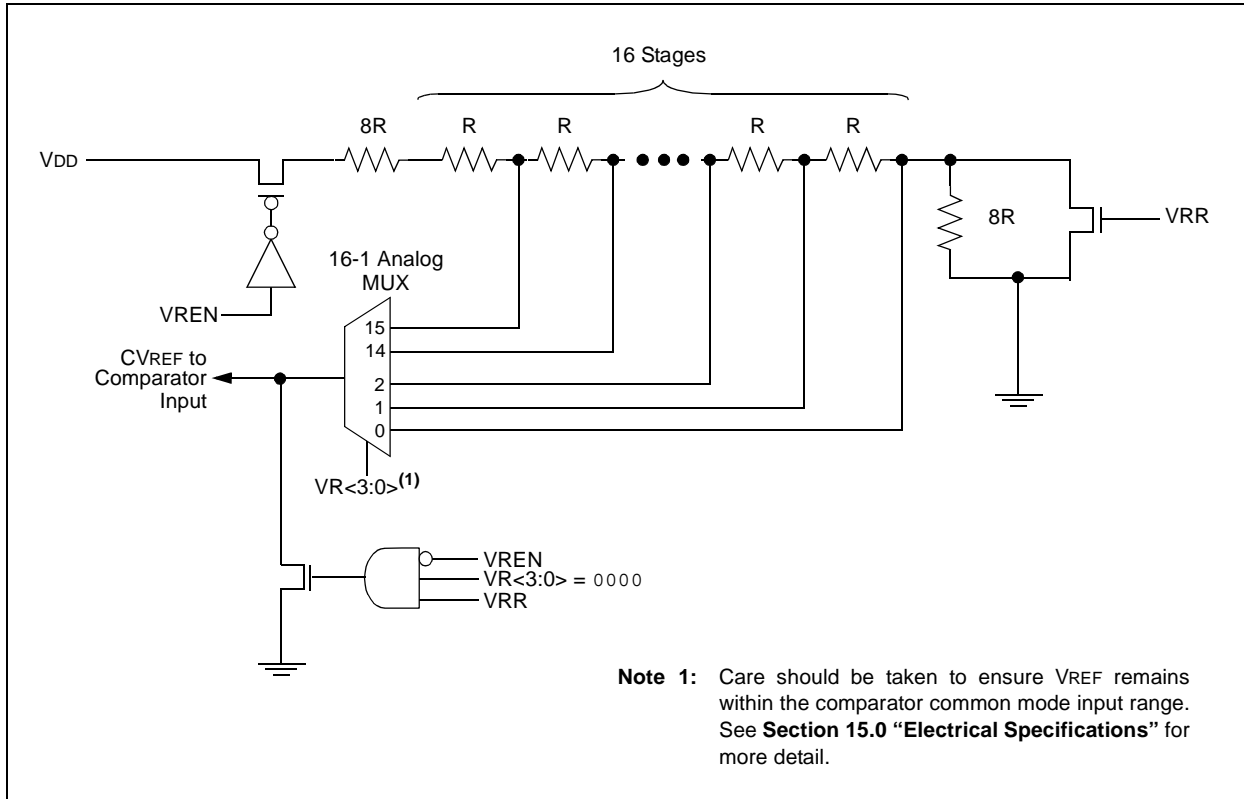 16 Stages
8R R R R R
VDD
8R
VRR
16-1 Analog
MUX
VREN
15
14
CVREF to
Comparator
Input
2
1
0
VR<3:0>(1)
VREN
VR<3:0> = 0000
VRR
Note 1: Care should be taken to ensure VREF remains
within the comparator common mode input range.
See Section 15.0 “Electrical Specifications” for
more detail.